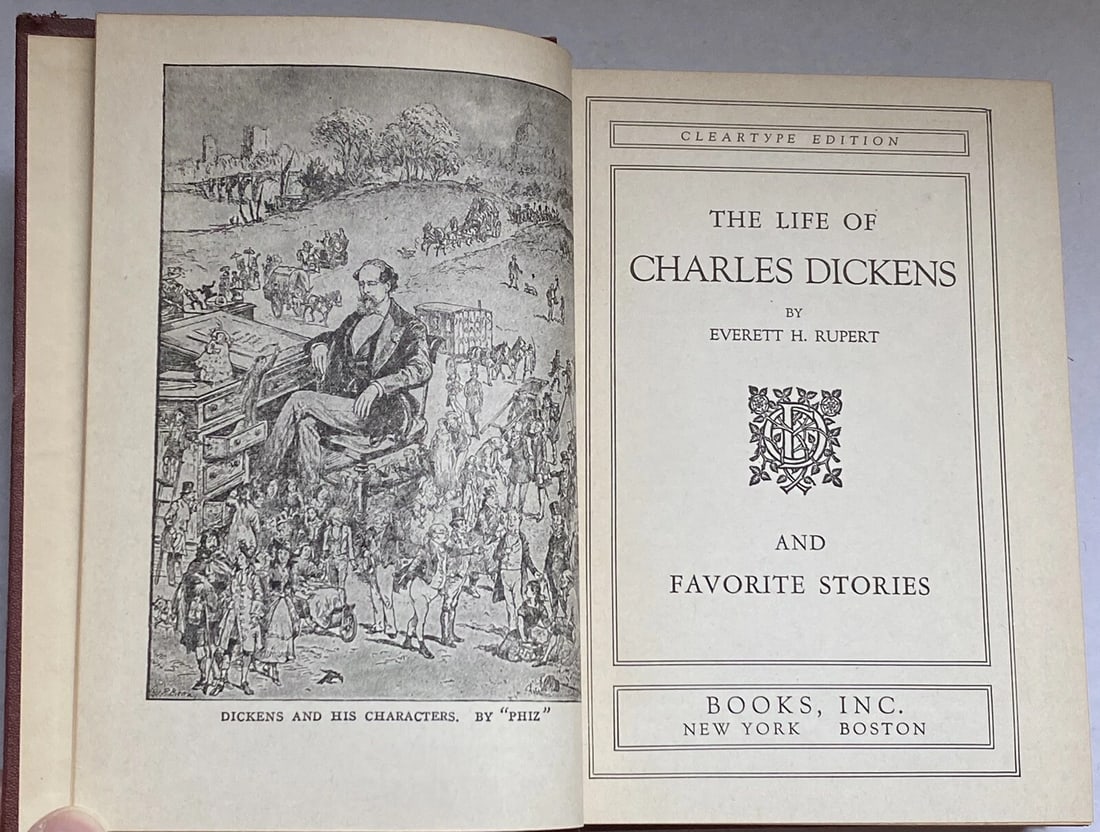 DICKENS AND HIS CHARACTERS. BY "PHIZ"
CLEARTYPE EDITION
THE LIFE OF
CHARLES DICKENS
BY
EVERETT H. RUPERT
AND
FAVORITE STORIES
BOOKS, INC.
NEW YORK BOSTON